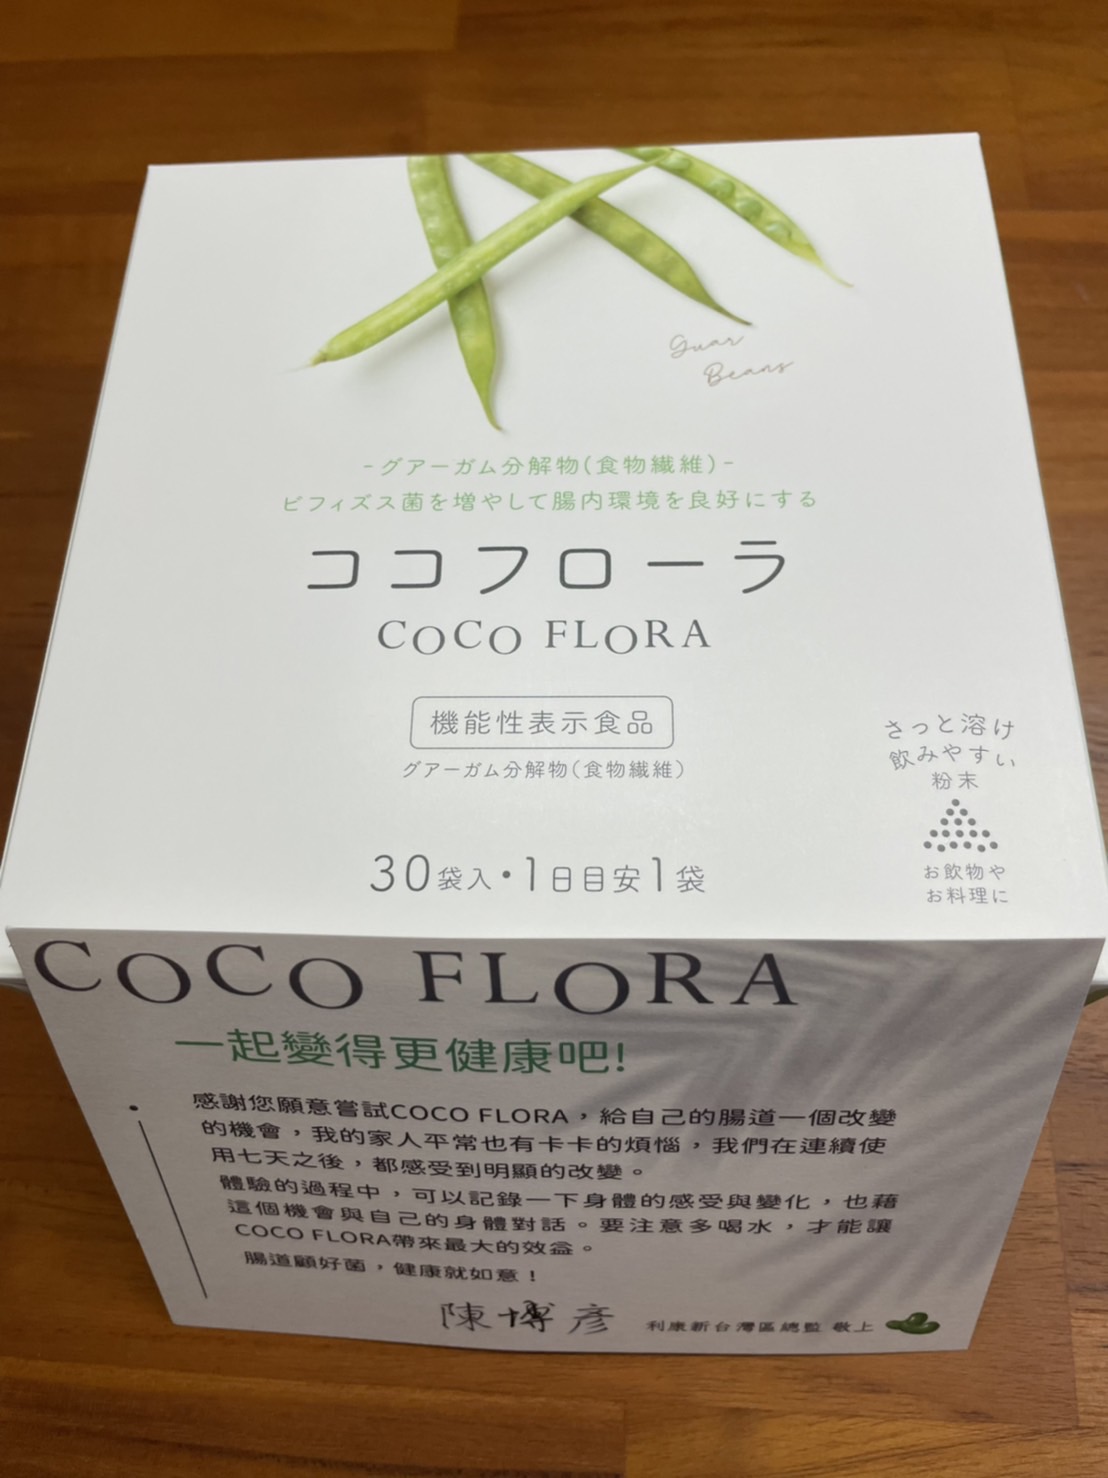 Guar
Beans
-グアーガム分解物(食物繊維)-
ビフィズス菌を増やして腸内環境を良好にする
ココフローラ
COCO FLORA
機能性表示食品
グアーガム分解物(食物繊維)
さっと溶け
飲みやすい
粉末
お飲物や
お料理に
30袋入・1日目安1袋
COCO FLORA
一起變得更健康吧!
感謝您願意嘗試COCO FLORA，給自己的腸道一個改變
的機會，我的家人平常也有卡卡的煩惱，我們在連續使
用七天之後，都感受到明顯的改變。
體驗的過程中，可以記錄一下身體的感受與變化，也藉
這個機會與自己的身體對話。要注意多喝水，才能讓
COCO FLORA帶來最大的效益。
腸道顧好菌，健康就如意！
陳博彥
利康新台灣區總監 敬上